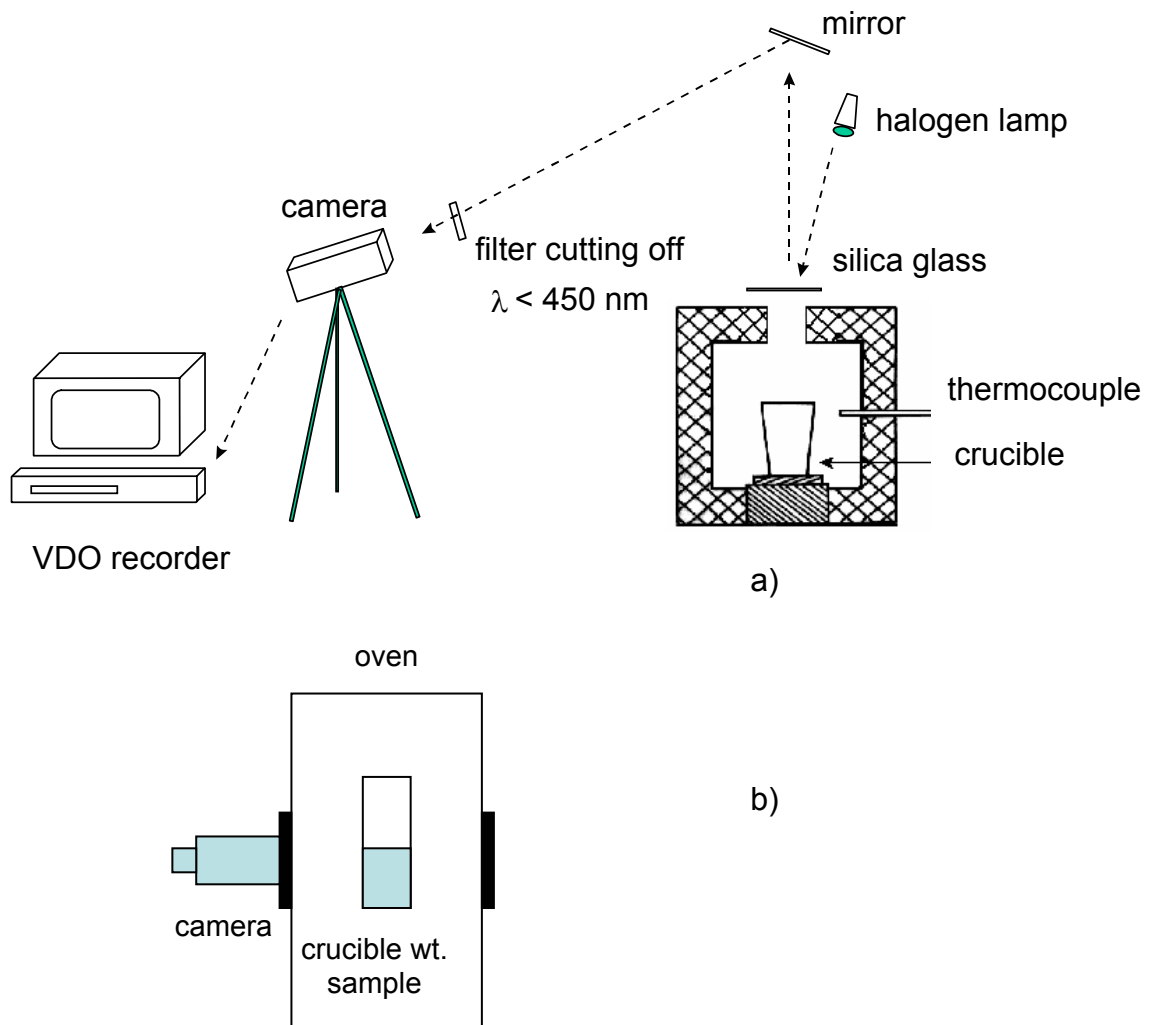 mirror
halogen lamp
camera
filter cutting off
λ < 450 nm
silica glass
thermocouple
crucible
VDO recorder
a)
oven
b)
camera
crucible wt.
sample